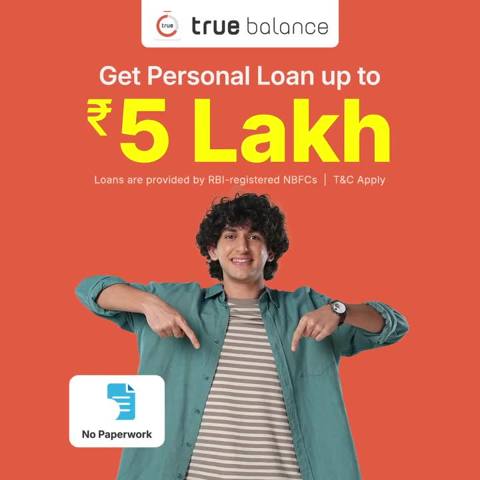 true
true balance
Get Personal Loan up to
₹5 Lakh
Loans are provided by RBI-registered NBFCs | T&C Apply
No Paperwork